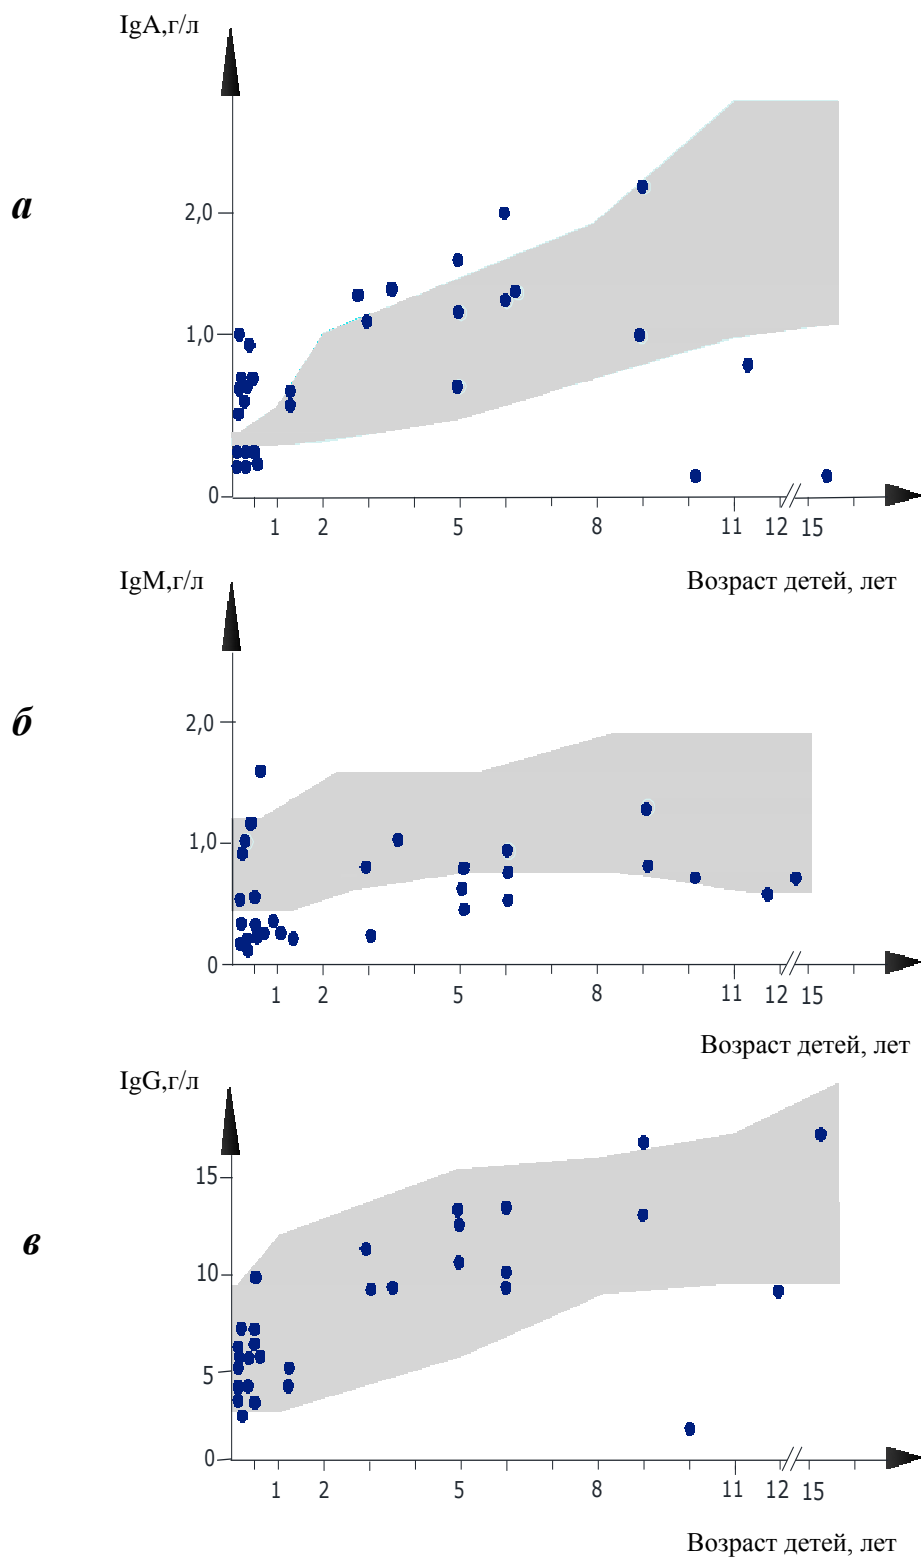 IgA,г/л
а
2,0
1,0
0
1 2 5 8 11 12 15
IgM,г/л
Возраст детей, лет
б
2,0
1,0
0
1 2 5 8 11 12 15
Возраст детей, лет
IgG,г/л
15
в
10
5
0
1 2 5 8 11 12 15
Возраст детей, лет